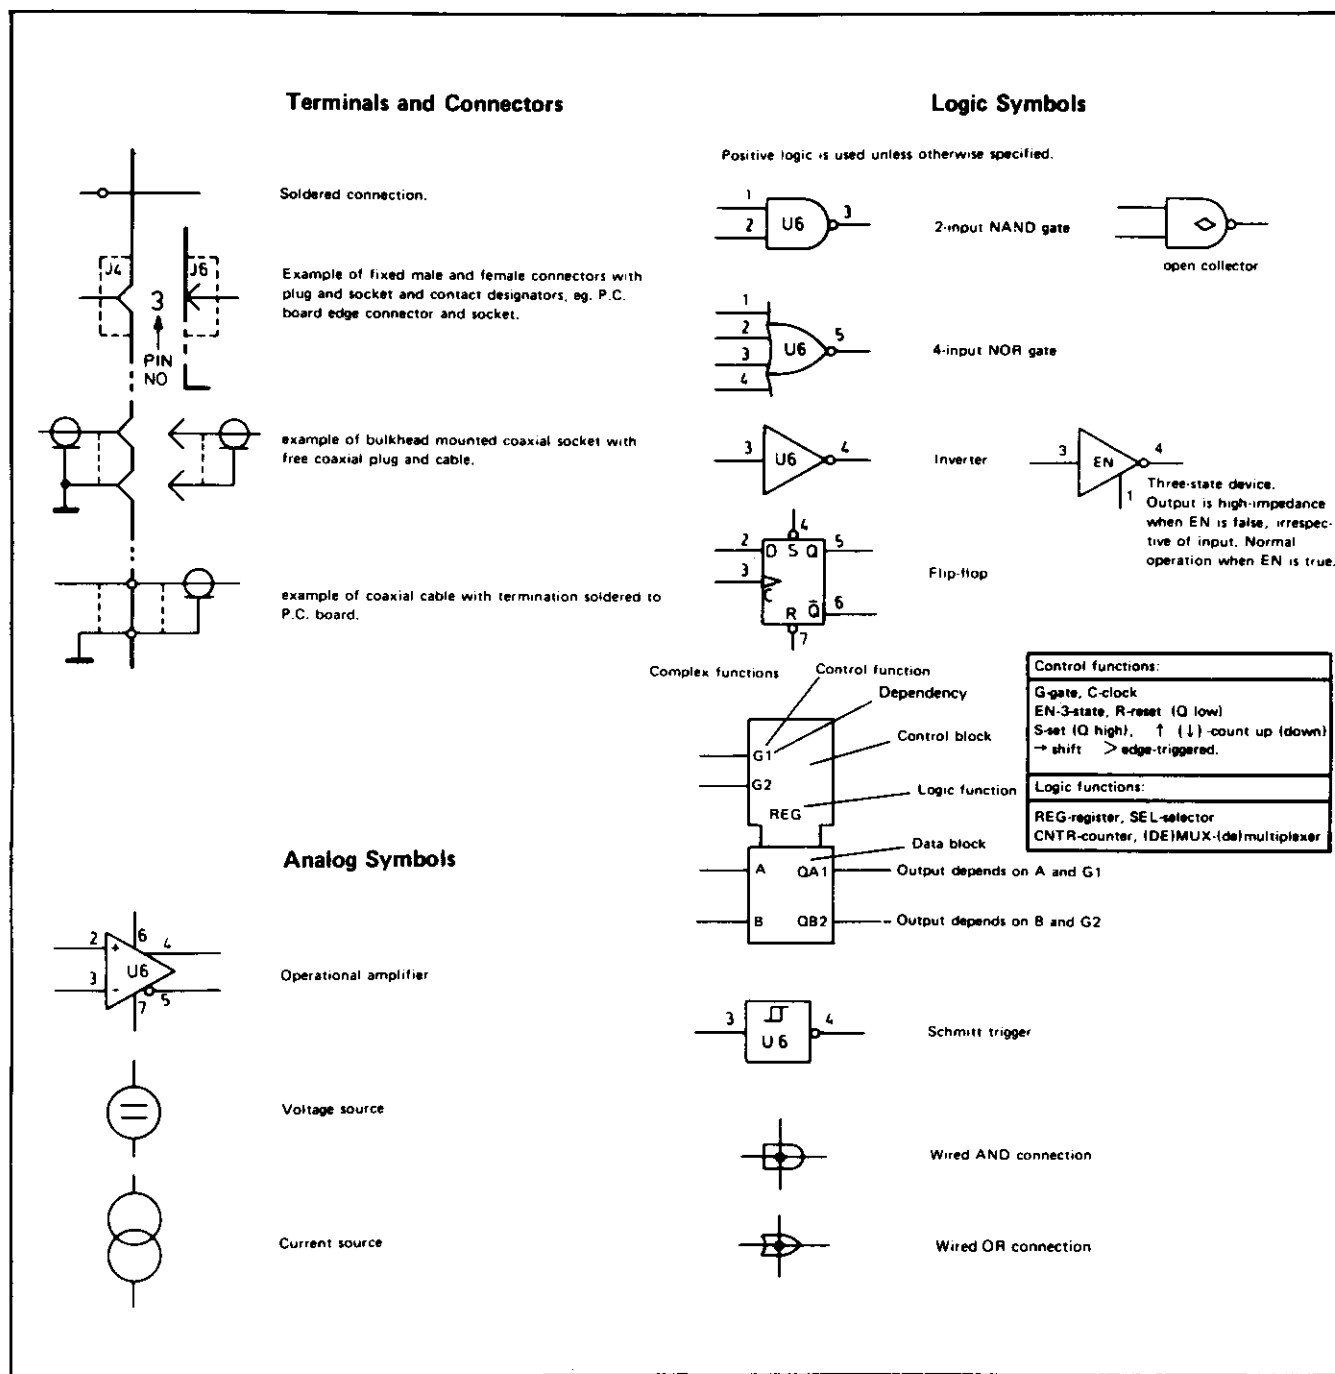 Terminals and Connectors
Soldered connection.
J4
J6
3
PIN
NO
Example of fixed male and female connectors with
plug and socket and contact designators, eg. P.C.
board edge connector and socket.
example of bulkhead mounted coaxial socket with
free coaxial plug and cable.
example of coaxial cable with termination soldered to
P.C. board.
Analog Symbols
2
6
4
+
U6
3
-
7
5
Operational amplifier
Voltage source
Current source
Logic Symbols
Positive logic is used unless otherwise specified.
1
2
U6
3
2-input NAND gate
open collector
1
2
3
4
U6
5
4-input NOR gate
3
U6
4
Inverter
3
EN
4
1
Three-state device.
Output is high-impedance
when EN is false, irrespec-
tive of input. Normal
operation when EN is true.
4
2
D S Q
5
3
C
R Q̄
6
7
Flip-flop
Complex functions
Control function
Dependency
Control block
G1
G2
Logic function
REG
Data block
A
QA1
Output depends on A and G1
B
QB2
Output depends on B and G2
Control functions:
G-gate, C-clock
EN-3-state, R-reset (Q low)
S-set (Q high), ↑ (↓) -count up (down)
→ shift > edge-triggered.
Logic functions:
REG-register, SEL-selector
CNTR-counter, (DE)MUX-(de)multiplexer
3
U6
4
Schmitt trigger
Wired AND connection
Wired OR connection